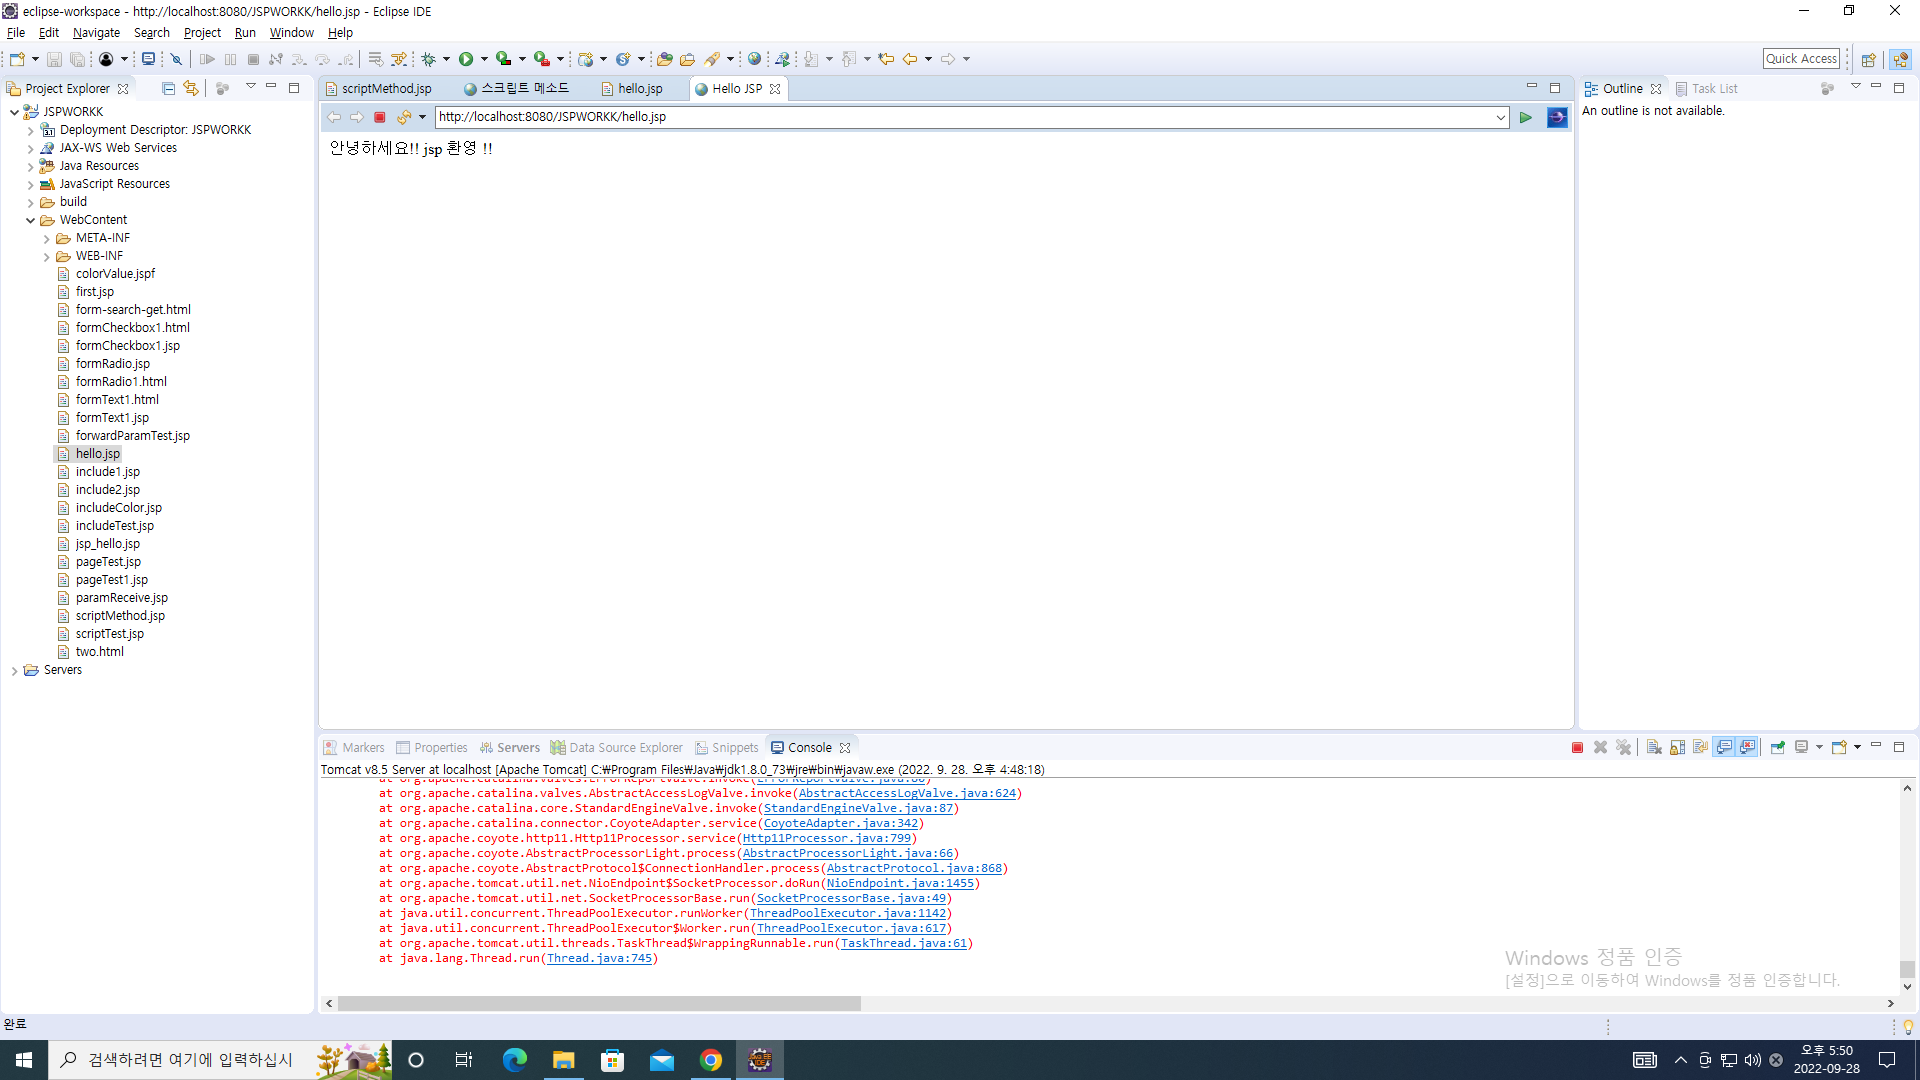 eclipse-workspace - http://localhost:8080/JSPWORKK/hello.jsp - Eclipse IDE
File Edit Navigate Search Project Run Window Help
Quick Access
Project Explorer
JSPWORKK
Deployment Descriptor: JSPWORKK
JAX-WS Web Services
Java Resources
JavaScript Resources
build
WebContent
META-INF
WEB-INF
colorValue.jspf
first.jsp
form-search-get.html
formCheckbox1.html
formCheckbox1.jsp
formRadio.jsp
formRadio1.html
formText1.html
formText1.jsp
forwardParamTest.jsp
hello.jsp
include1.jsp
include2.jsp
includeColor.jsp
includeTest.jsp
jsp_hello.jsp
pageTest.jsp
pageTest1.jsp
paramReceive.jsp
scriptMethod.jsp
scriptTest.jsp
two.html
Servers
scriptMethod.jsp 스크립트 메소드 hello.jsp Hello JSP
http://localhost:8080/JSPWORKK/hello.jsp
안녕하세요!! jsp 환영 !!
Outline Task List
An outline is not available.
Markers Properties Servers Data Source Explorer Snippets Console
Tomcat v8.5 Server at localhost [Apache Tomcat] C:₩Program Files₩Java₩jdk1.8.0_73₩jre₩bin₩javaw.exe (2022. 9. 28. 오후 4:48:18)
at org.apache.catalina.valves.ErrorReportValve.invoke(ErrorReportValve.java:80)
at org.apache.catalina.valves.AbstractAccessLogValve.invoke(AbstractAccessLogValve.java:624)
at org.apache.catalina.core.StandardEngineValve.invoke(StandardEngineValve.java:87)
at org.apache.catalina.connector.CoyoteAdapter.service(CoyoteAdapter.java:342)
at org.apache.coyote.http11.Http11Processor.service(Http11Processor.java:799)
at org.apache.coyote.AbstractProcessorLight.process(AbstractProcessorLight.java:66)
at org.apache.coyote.AbstractProtocol$ConnectionHandler.process(AbstractProtocol.java:868)
at org.apache.tomcat.util.net.NioEndpoint$SocketProcessor.doRun(NioEndpoint.java:1455)
at org.apache.tomcat.util.net.SocketProcessorBase.run(SocketProcessorBase.java:49)
at java.util.concurrent.ThreadPoolExecutor.runWorker(ThreadPoolExecutor.java:1142)
at java.util.concurrent.ThreadPoolExecutor$Worker.run(ThreadPoolExecutor.java:617)
at org.apache.tomcat.util.threads.TaskThread$WrappingRunnable.run(TaskThread.java:61)
at java.lang.Thread.run(Thread.java:745)
Windows 정품 인증
[설정]으로 이동하여 Windows를 정품 인증합니다.
완료
검색하려면 여기에 입력하십시
오후 5:50
2022-09-28